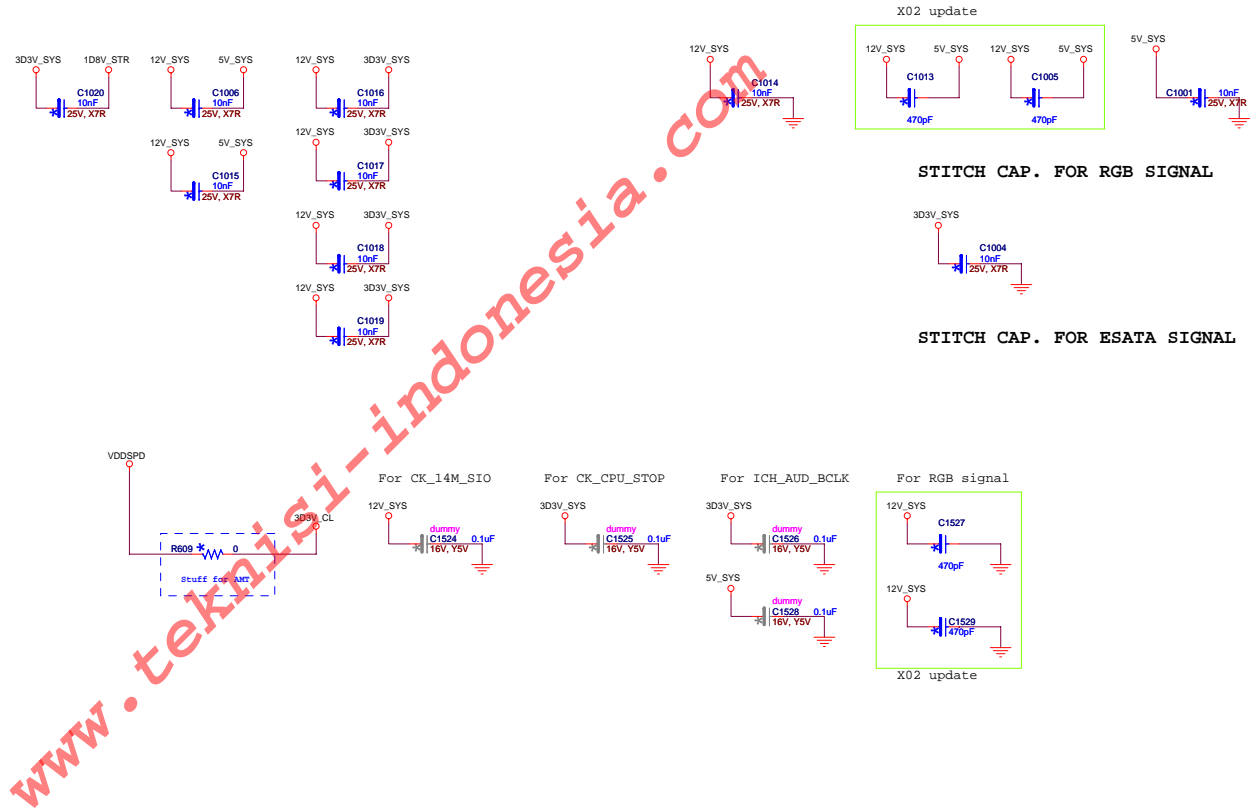 X02 update
3D3V_SYS 1D8V_STR
C1020
10nF
25V, X7R
12V_SYS 5V_SYS
C1006
10nF
25V, X7R
12V_SYS 3D3V_SYS
C1016
10nF
25V, X7R
12V_SYS
C1014
10nF
25V, X7R
12V_SYS 5V_SYS
C1013
470pF
12V_SYS 5V_SYS
C1005
470pF
5V_SYS
C1001 10nF
25V, X7R
12V_SYS 5V_SYS
C1015
10nF
25V, X7R
12V_SYS 3D3V_SYS
C1017
10nF
25V, X7R
STITCH CAP. FOR RGB SIGNAL
12V_SYS 3D3V_SYS
C1018
10nF
25V, X7R
3D3V_SYS
C1004
10nF
25V, X7R
12V_SYS 3D3V_SYS
C1019
10nF
25V, X7R
STITCH CAP. FOR ESATA SIGNAL
VDDSPD
3D3V_CL
R609 * 0
Stuff for AMT
For CK_14M_SIO
12V_SYS
dummy
C1524 0.1uF
16V, Y5V
For CK_CPU_STOP
3D3V_SYS
dummy
C1525 0.1uF
16V, Y5V
For ICH_AUD_BCLK
3D3V_SYS
dummy
C1526 0.1uF
16V, Y5V
5V_SYS
dummy
C1528 0.1uF
16V, Y5V
For RGB signal
12V_SYS
C1527
470pF
12V_SYS
C1529
470pF
X02 update
www.teknisi-indonesia.com